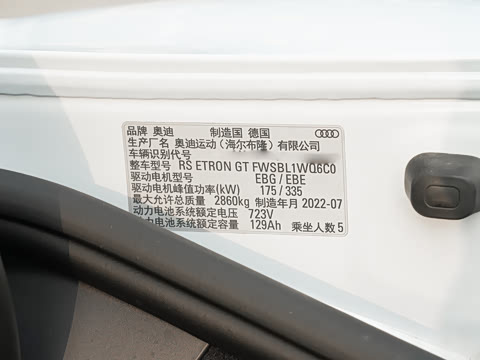 品牌 奥迪 制造国 德国
生产厂名 奥迪运动（海尔布隆）公司
车辆识别代号
整车型号 RS ETRON GT FWSBL1WQ6C0
驱动电机型号 EBG / EBE
驱动电机峰值功率(kW) 175 / 335
最大允许总质量 2860kg 制造年月 2022-07
动力电池系统额定电压 723V
动力电池系统额定容量 129Ah 乘坐人数 5